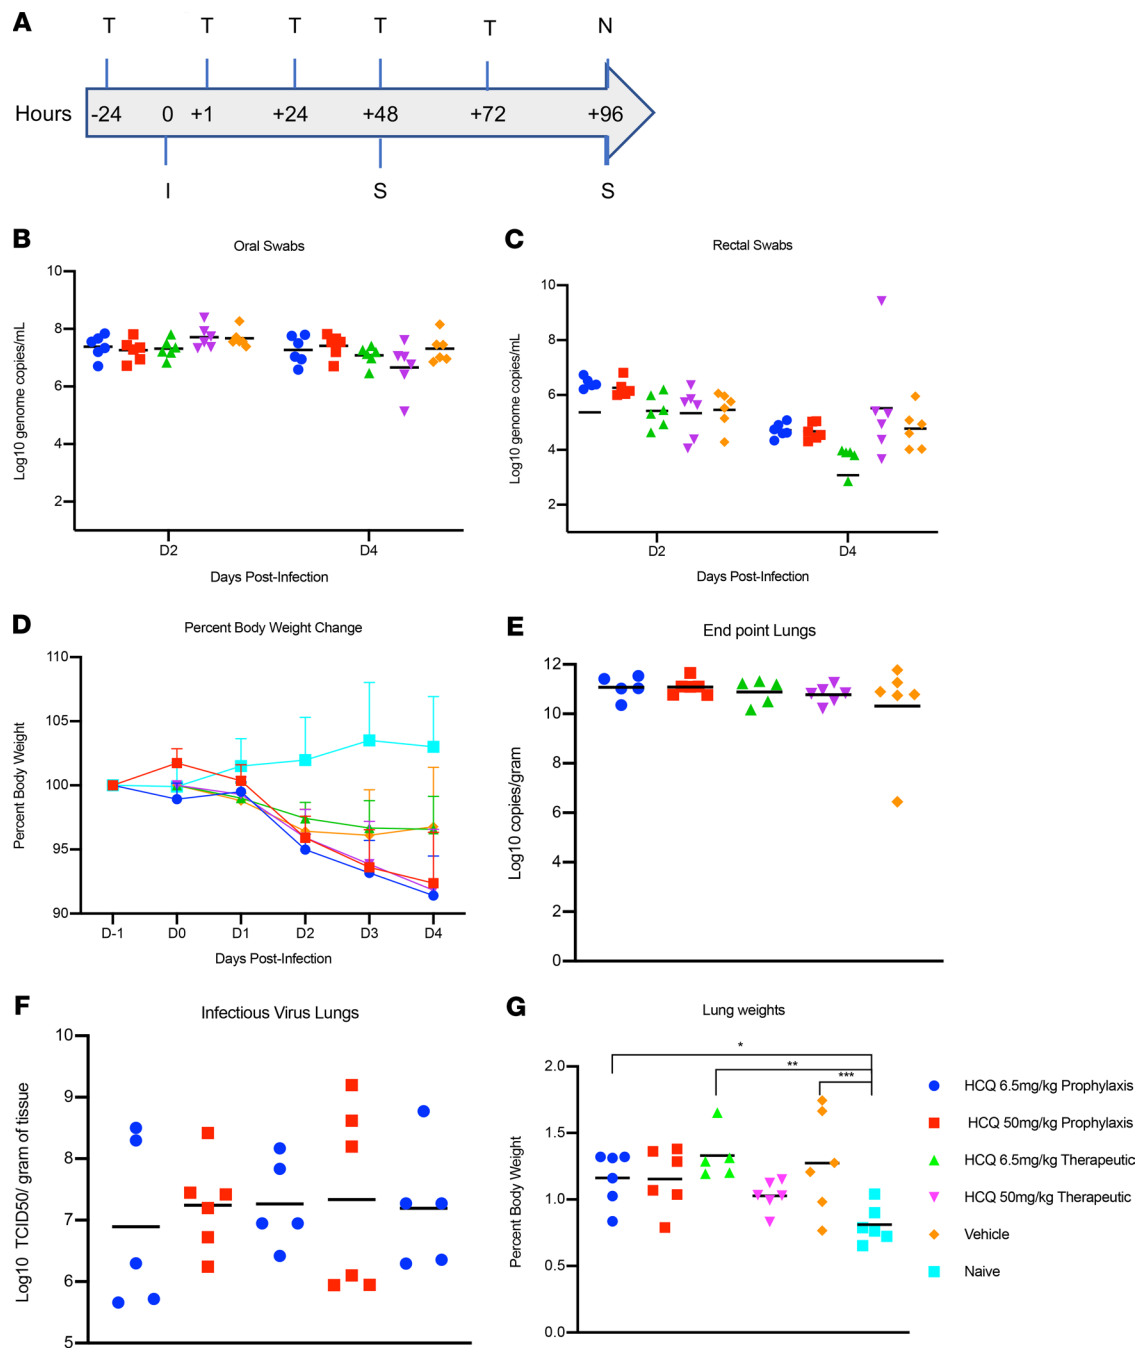 A
T T T T T N
Hours -24 0 +1 +24 +48 +72 +96
I S S
B
Oral Swabs
Log10 genome copies/mL
10
8
6
4
2
D2 D4
Days Post-Infection
C
Rectal Swabs
Log10 genome copies/mL
10
8
6
4
2
D2 D4
Days Post-Infection
D
Percent Body Weight Change
Percent Body Weight
110
105
100
95
90
D-1 D0 D1 D2 D3 D4
Days Post-Infection
E
End point Lungs
Log10 copies/gram
12
10
8
6
4
2
0
F
Infectious Virus Lungs
Log10 TCID50/ gram of tissue
10
9
8
7
6
5
G
Lung weights
Percent Body Weight
2.0
1.5
1.0
0.5
0.0
*
**
***
HCQ 6.5mg/kg Prophylaxis
HCQ 50mg/kg Prophylaxis
HCQ 6.5mg/kg Therapeutic
HCQ 50mg/kg Therapeutic
Vehicle
Naive